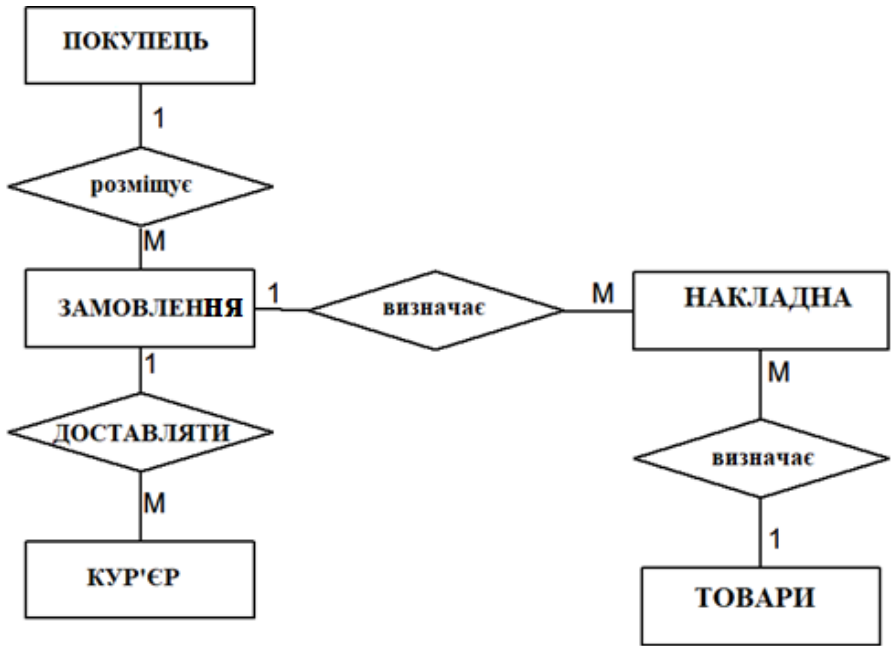 ПОКУПЕЦЬ
1
розміщує
М
ЗАМОВЛЕННЯ
1
визначає
М
НАКЛАДНА
1
М
ДОСТАВЛЯТИ
визначає
М
1
КУР'ЄР
ТОВАРИ